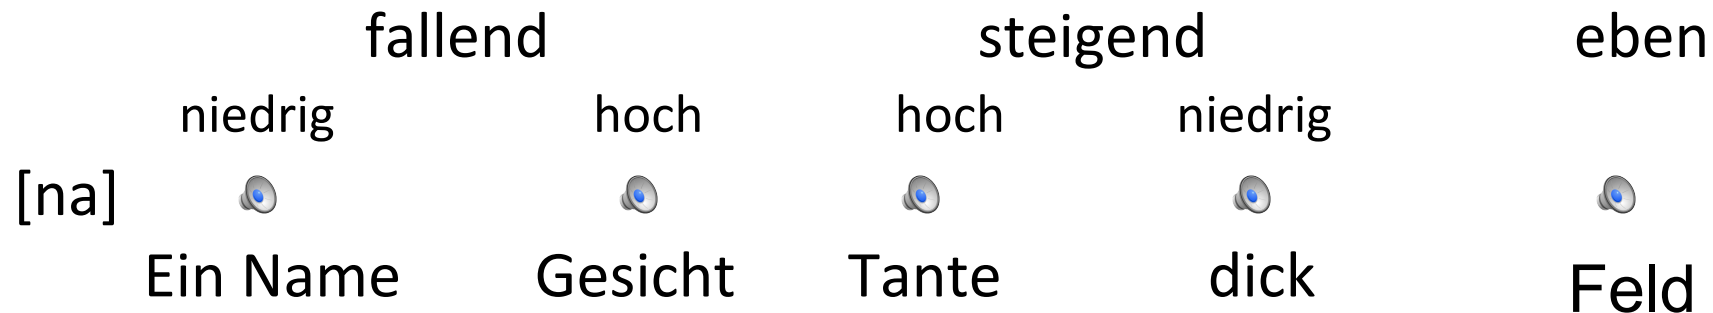 fallend steigend eben
niedrig hoch hoch niedrig
[na]
Ein Name Gesicht Tante dick Feld